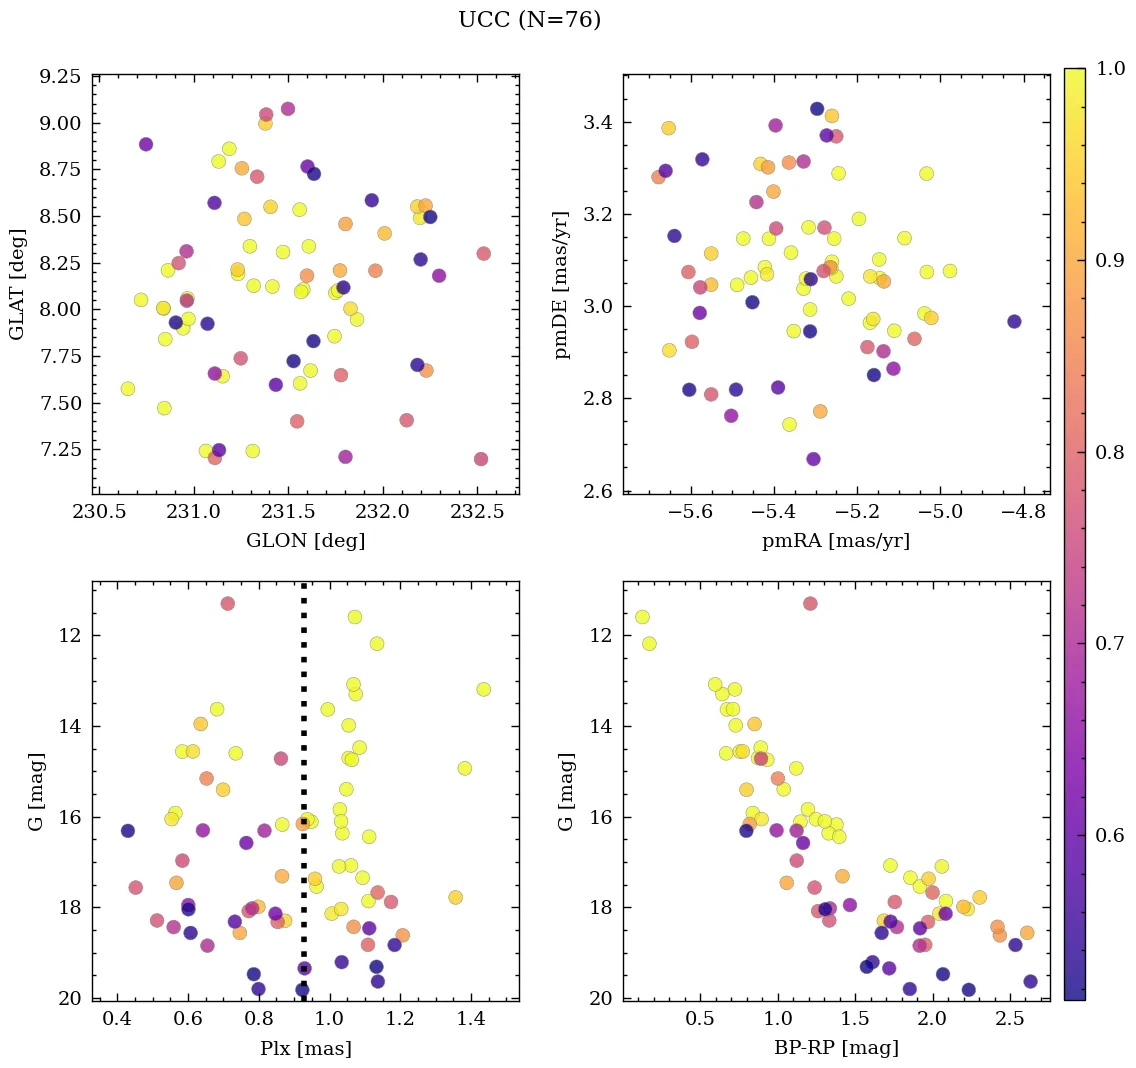 UCC (N=76)
9.25
9.00
8.75
8.50
8.25
8.00
7.75
7.50
7.25
GLAT [deg]
230.5 231.0 231.5 232.0 232.5
GLON [deg]
3.4
3.2
3.0
2.8
2.6
pmDE [mas/yr]
−5.6 −5.4 −5.2 −5.0 −4.8
pmRA [mas/yr]
12
14
16
18
20
G [mag]
0.4 0.6 0.8 1.0 1.2 1.4
Plx [mas]
12
14
16
18
20
G [mag]
0.5 1.0 1.5 2.0 2.5
BP-RP [mag]
1.0
0.9
0.8
0.7
0.6